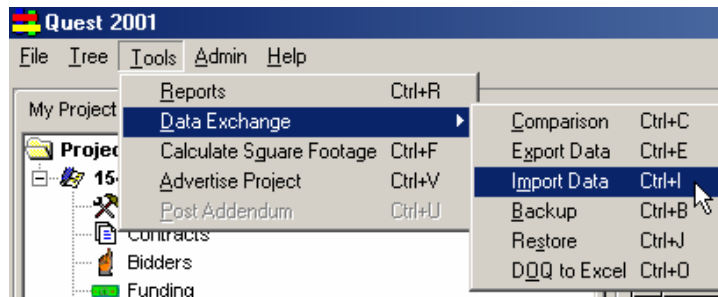 Quest 2001
File Tree Tools Admin Help
Reports Ctrl+R
My Project
Data Exchange
Comparison Ctrl+C
Projec
Calculate Square Footage Ctrl+F
Export Data Ctrl+E
15-
Advertise Project Ctrl+V
Import Data Ctrl+I
Post Addendum Ctrl+U
Backup Ctrl+B
Contracts
Restore Ctrl+J
Bidders
DOQ to Excel Ctrl+O
Funding